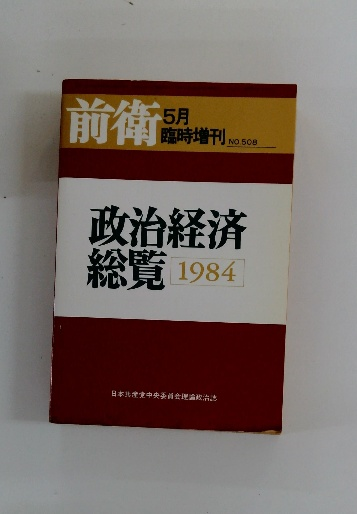 前衛
5月
臨時増刊 NO.508
政治経済
総覧 1984
日本共産党中央委員会理論政治誌